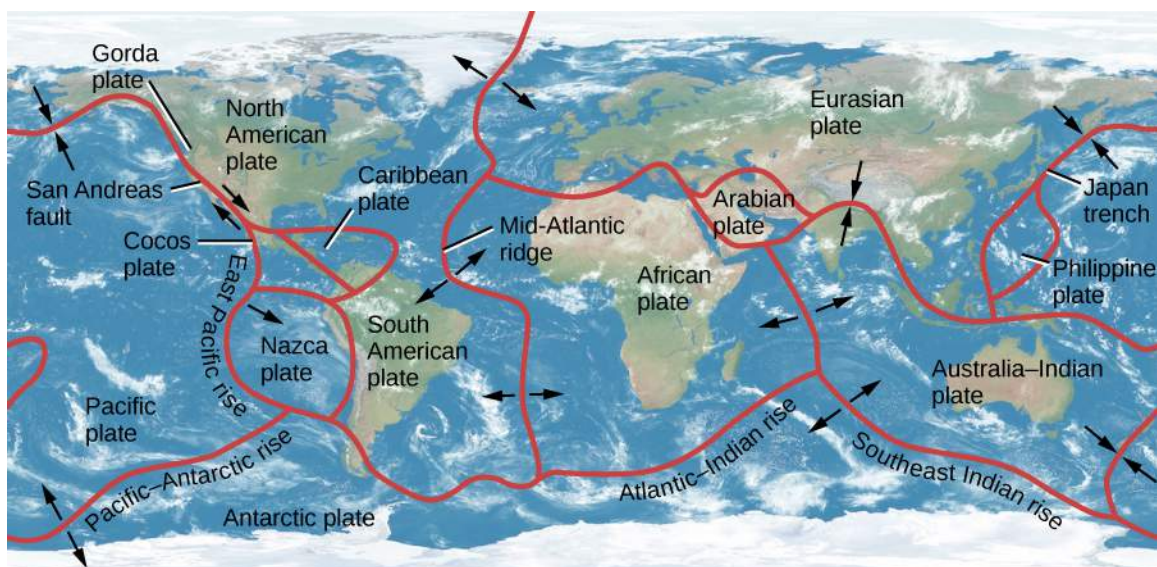 Gorda
plate
North
American
plate
San Andreas
fault
Caribbean
plate
Cocos
plate
East Pacific rise
Nazca
plate
South
American
plate
Pacific
plate
Pacific–Antarctic rise
Antarctic plate
Mid-Atlantic
ridge
African
plate
Eurasian
plate
Arabian
plate
Japan
trench
Philippine
plate
Australia–Indian
plate
Atlantic–Indian rise
Southeast Indian rise